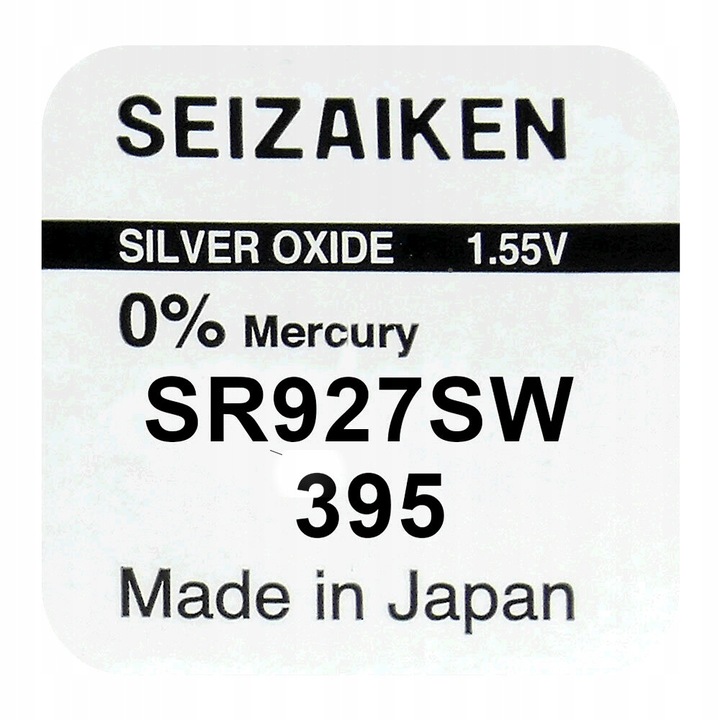 SEIZAIKEN
SILVER OXIDE 1.55V
0% Mercury
SR927SW
395
Made in Japan